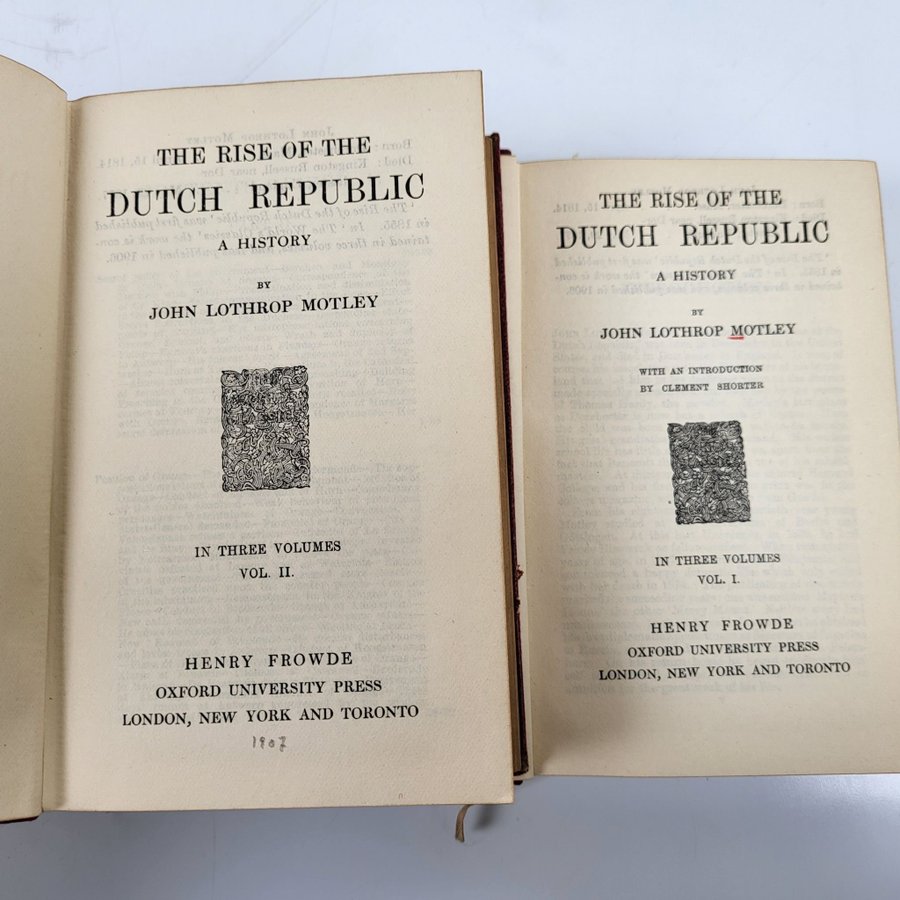 THE RISE OF THE
DUTCH REPUBLIC
A HISTORY
BY
JOHN LOTHROP MOTLEY
IN THREE VOLUMES
VOL. II.
HENRY FROWDE
OXFORD UNIVERSITY PRESS
LONDON, NEW YORK AND TORONTO
1907
THE RISE OF THE
DUTCH REPUBLIC
A HISTORY
BY
JOHN LOTHROP MOTLEY
WITH AN INTRODUCTION
BY CLEMENT SHORTER
IN THREE VOLUMES
VOL. I.
HENRY FROWDE
OXFORD UNIVERSITY PRESS
LONDON, NEW YORK AND TORONTO